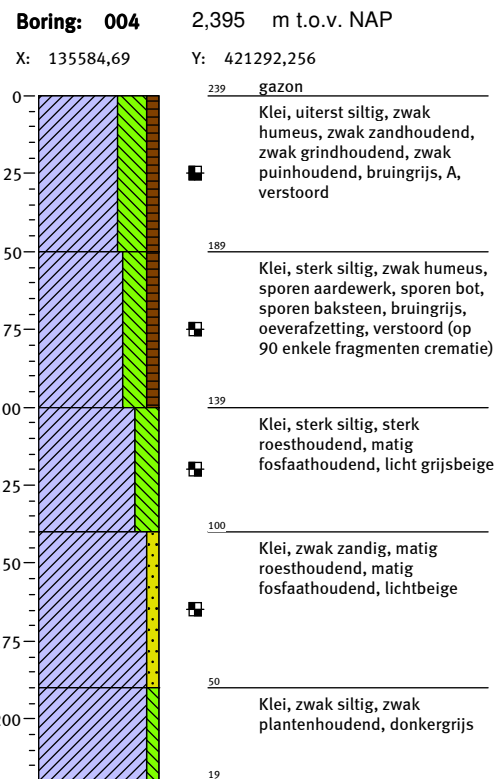 Boring: 004 2,395 m t.o.v. NAP
X: 135584,69 Y: 421292,256
0
239 gazon
Klei, uiterst siltig, zwak
humeus, zwak zandhoudend,
zwak grindhoudend, zwak
puinhoudend, bruingrijs, A,
verstoord
25
50
189
Klei, sterk siltig, zwak humeus,
sporen aardewerk, sporen bot,
sporen baksteen, bruingrijs,
oeverafzetting, verstoord (op
90 enkele fragmenten crematie)
75
00
139
Klei, sterk siltig, sterk
roesthoudend, matig
fosfaathoudend, licht grijsbeige
25
100
Klei, zwak zandig, matig
roesthoudend, matig
fosfaathoudend, lichtbeige
50
75
50
Klei, zwak siltig, zwak
plantenhoudend, donkergrijs
200
19